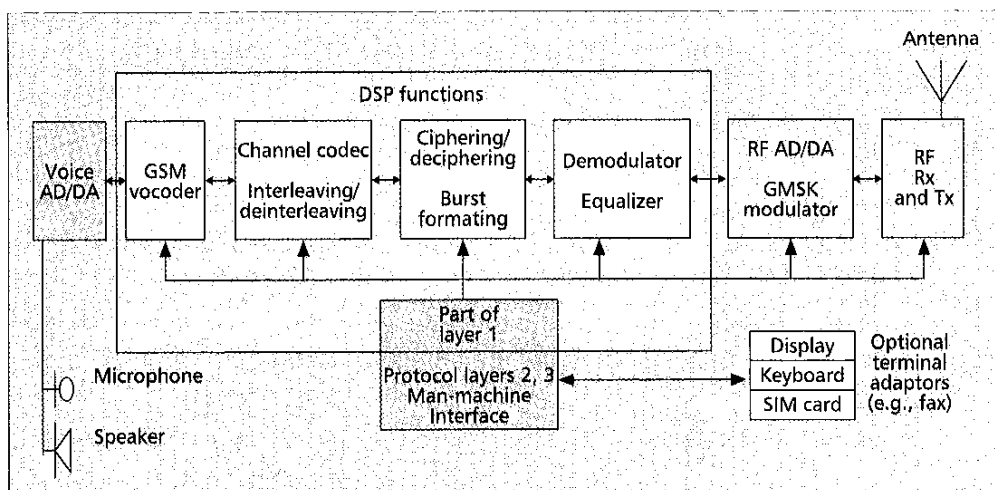 Antenna
DSP functions
Voice
AD/DA
GSM
vocoder
Channel codec
Interleaving/
deinterleaving
Ciphering/
deciphering
Burst
formating
Demodulator
Equalizer
RF AD/DA
GMSK
modulator
RF
Rx
and Tx
Part of
layer 1
Protocol layers 2, 3
Man-machine
Interface
Display
Keyboard
SIM card
Optional
terminal
adaptors
(e.g., fax)
Microphone
Speaker